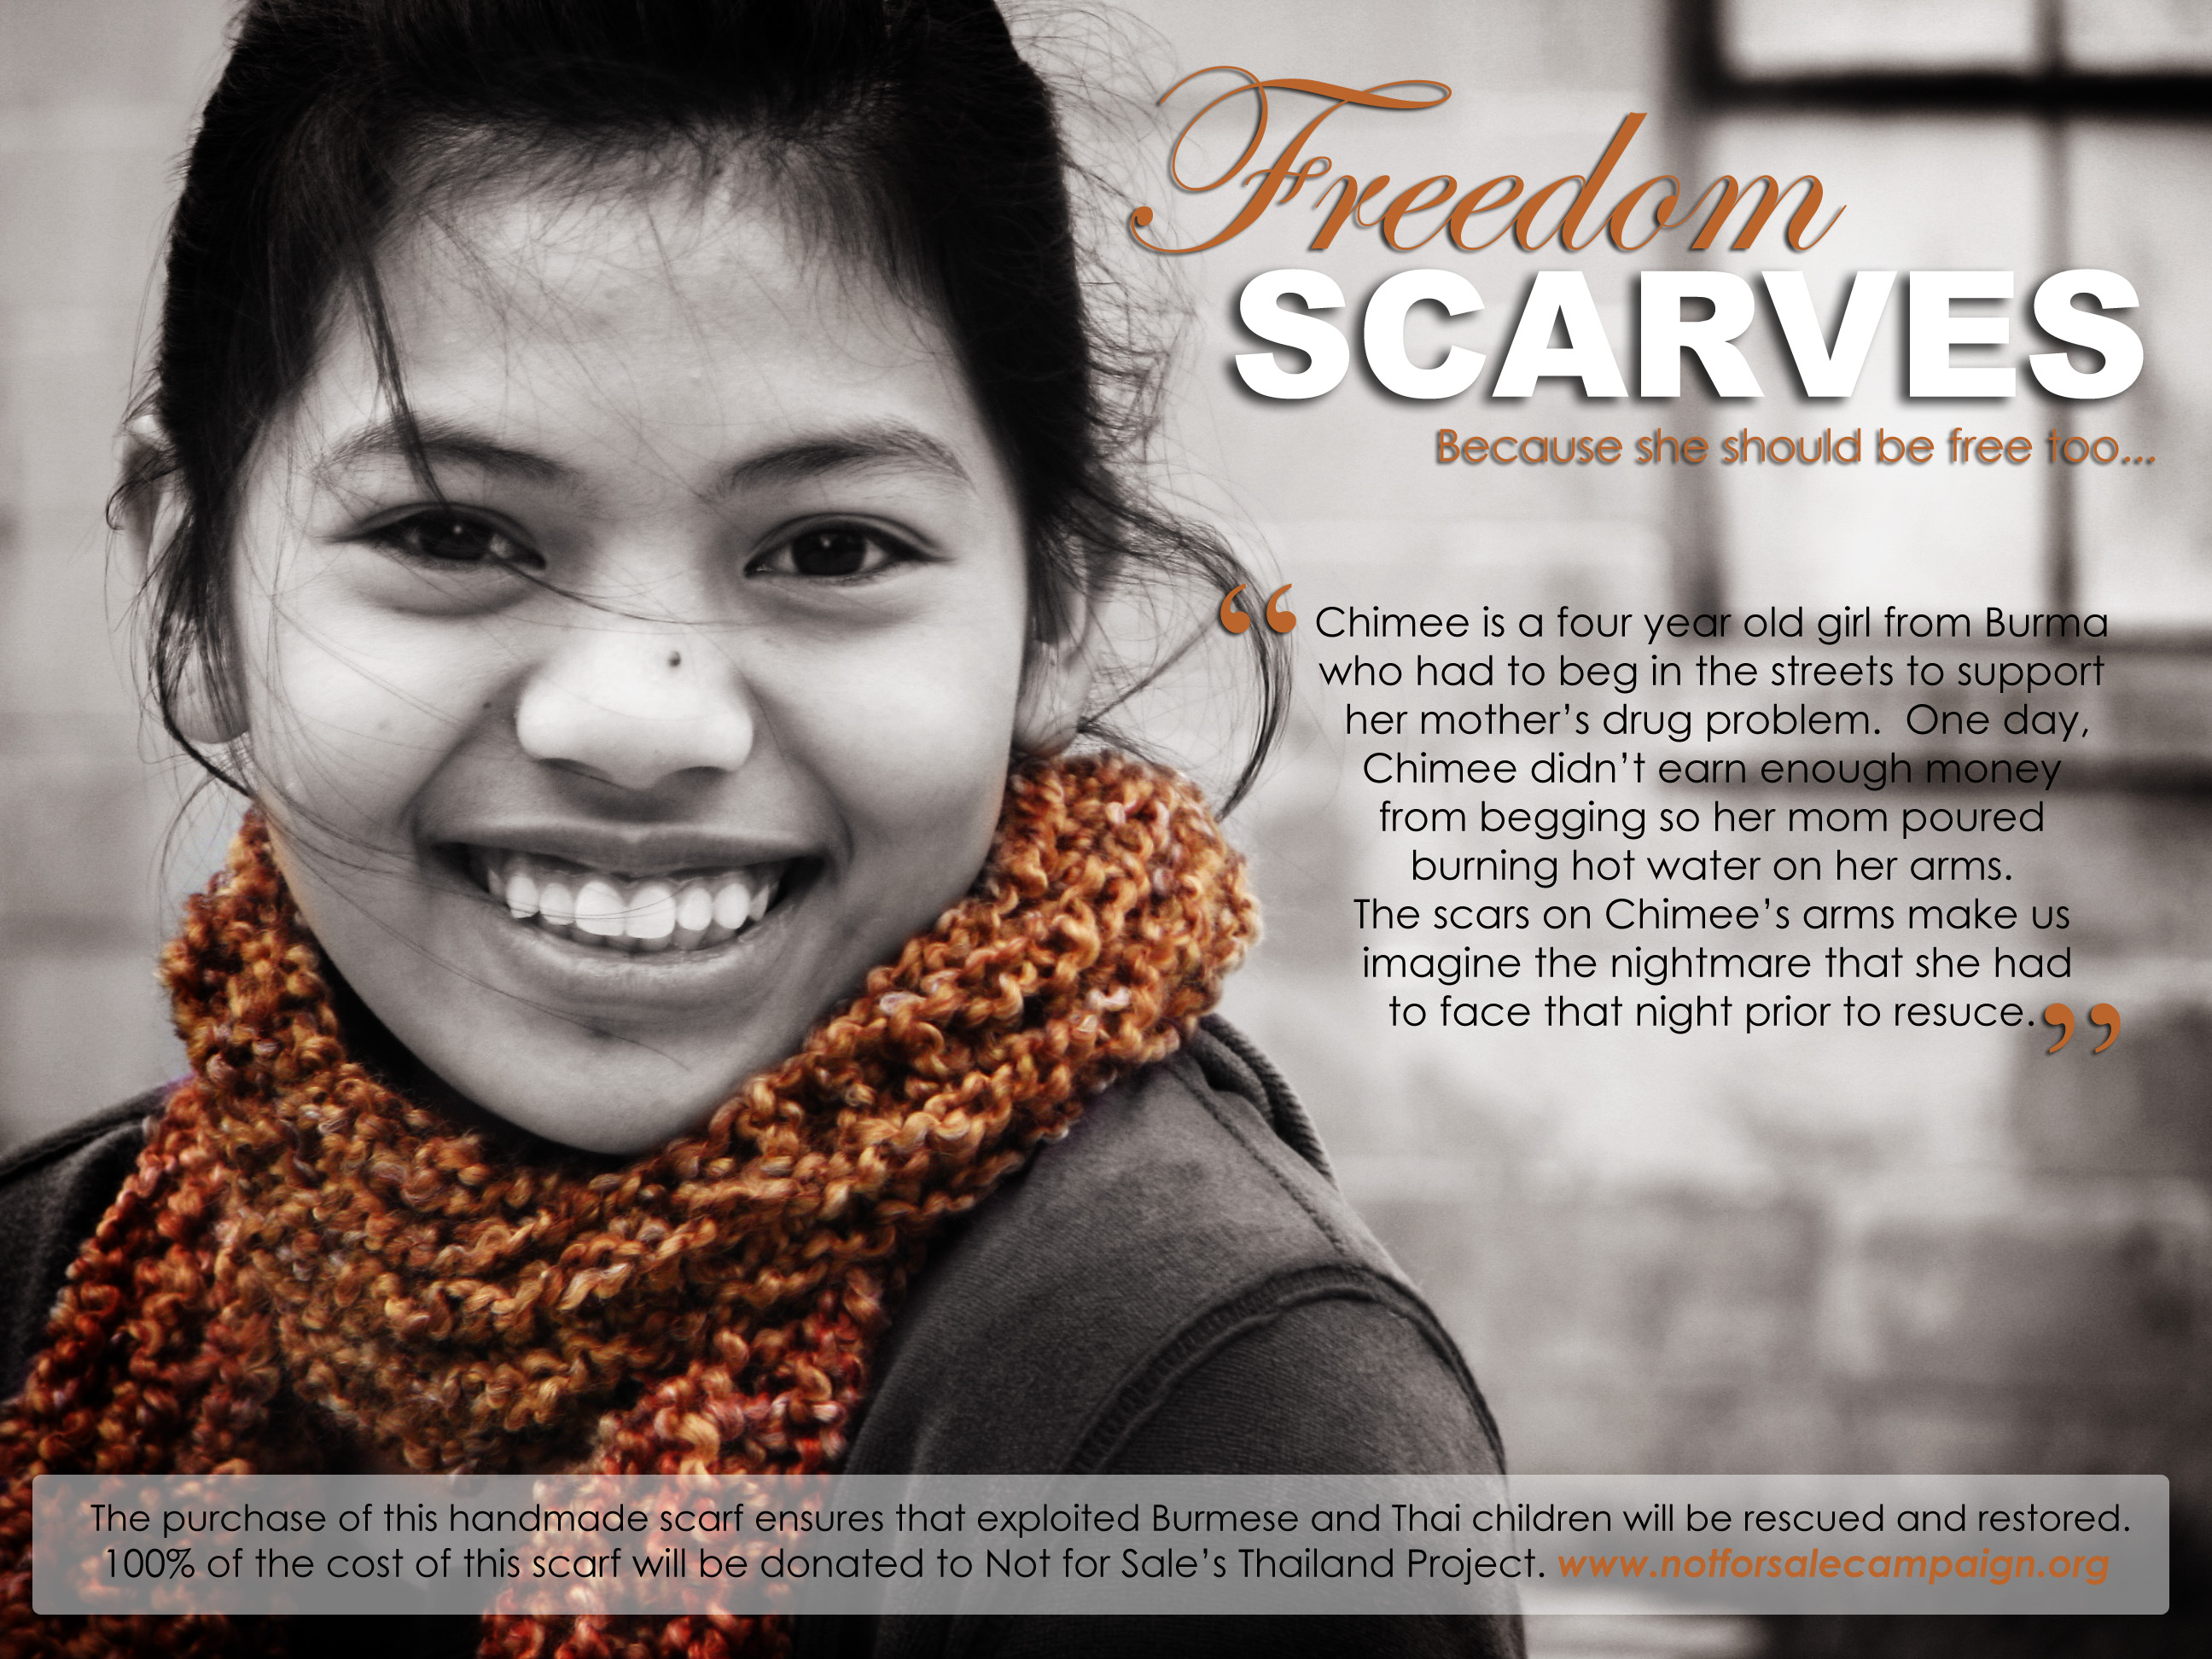 Freedom
SCARVES
Because she should be free too...
“ Chimee is a four year old girl from Burma
who had to beg in the streets to support
her mother’s drug problem.  One day,
Chimee didn’t earn enough money
from begging so her mom poured
burning hot water on her arms.
The scars on Chimee’s arms make us
imagine the nightmare that she had
to face that night prior to resuce. ”
The purchase of this handmade scarf ensures that exploited Burmese and Thai children will be rescued and restored.
100% of the cost of this scarf will be donated to Not for Sale’s Thailand Project. www.notforsalecampaign.org